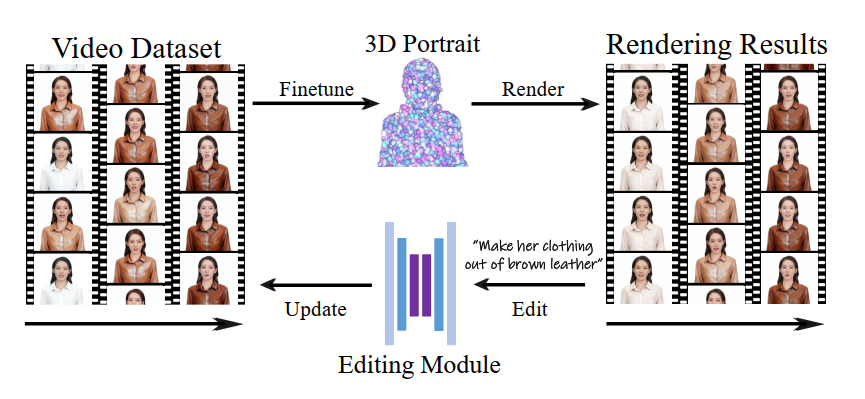 Video Dataset
3D Portrait
Rendering Results
Finetune
Render
"Make her clothing
out of brown leather"
Update
Edit
Editing Module